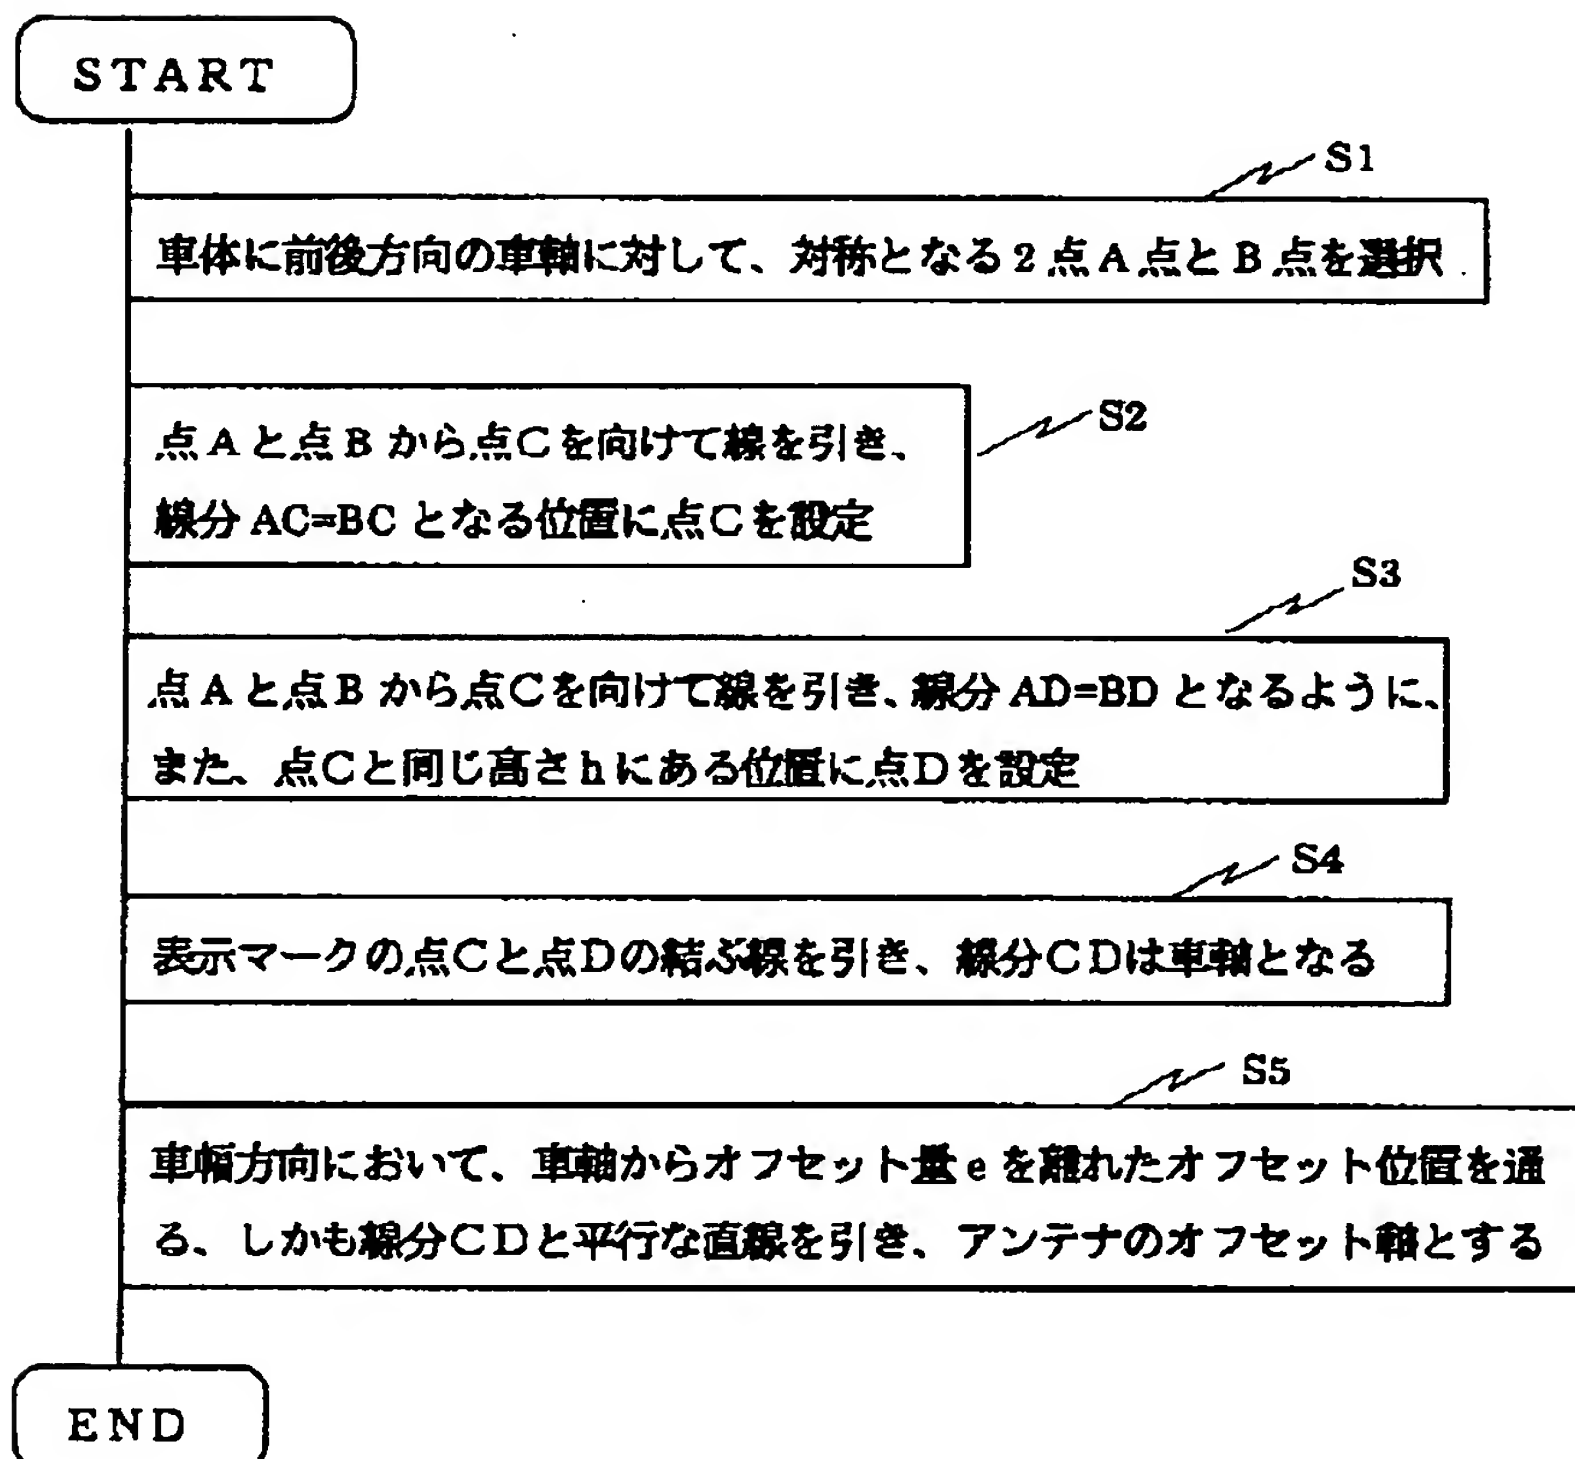 START
S1
車体に前後方向の車軸に対して、対称となる2点A点とB点を選択
S2
点Aと点Bから点Cを向けて線を引き、
線分AC=BCとなる位置に点Cを設定
S3
点Aと点Bから点Cを向けて線を引き、線分AD=BDとなるように、
また、点Cと同じ高さhにある位置に点Dを設定
S4
表示マークの点Cと点Dの結ぶ線を引き、線分CDは車軸となる
S5
車幅方向において、車軸からオフセット量eを離れたオフセット位置を通
る、しかも線分CDと平行な直線を引き、アンテナのオフセット軸とする
END